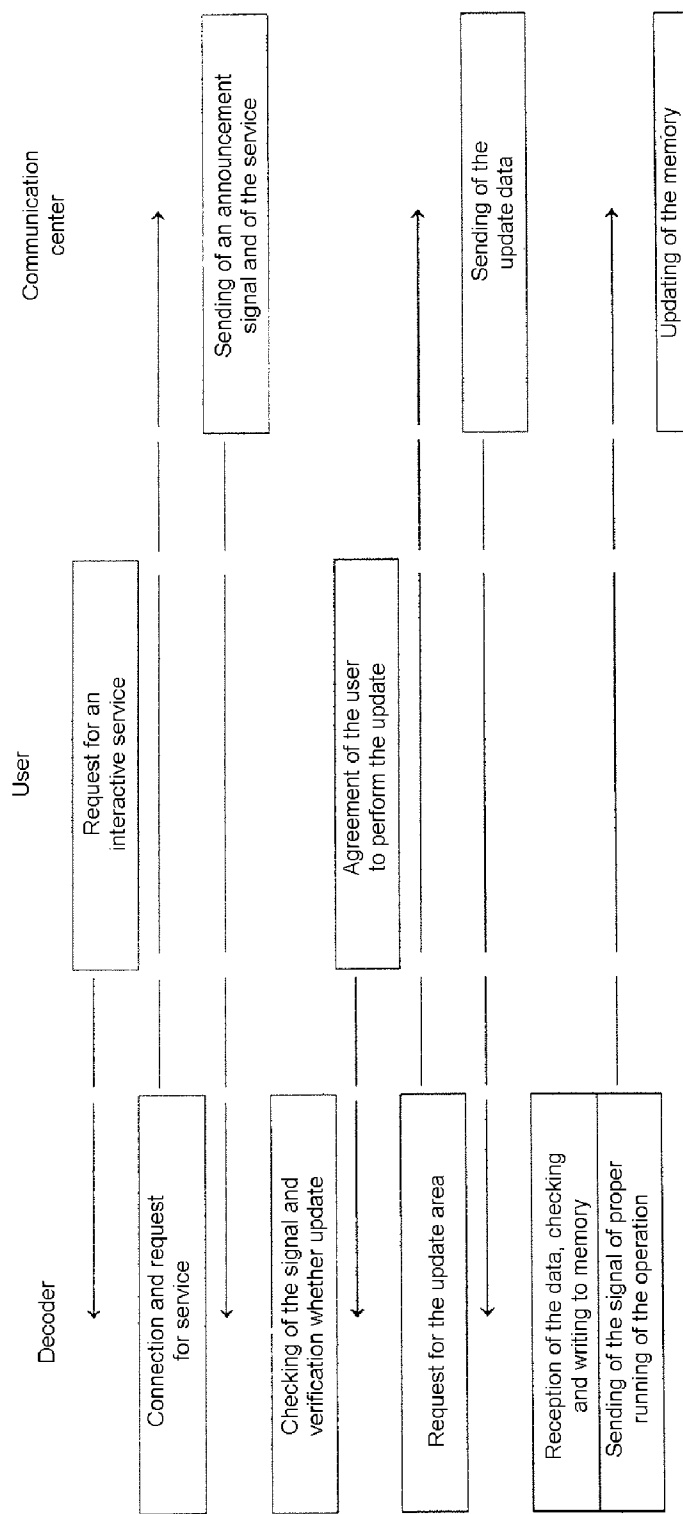 Decoder
User
Communication
center
Request for an
interactive service
Connection and request
for service
Sending of an announcement
signal and of the service
Checking of the signal and
verification whether update
Agreement of the user
to perform the update
Request for the update area
Sending of the
update data
Reception of the data, checking
and writing to memory
Sending of the signal of proper
running of the operation
Updating of the memory